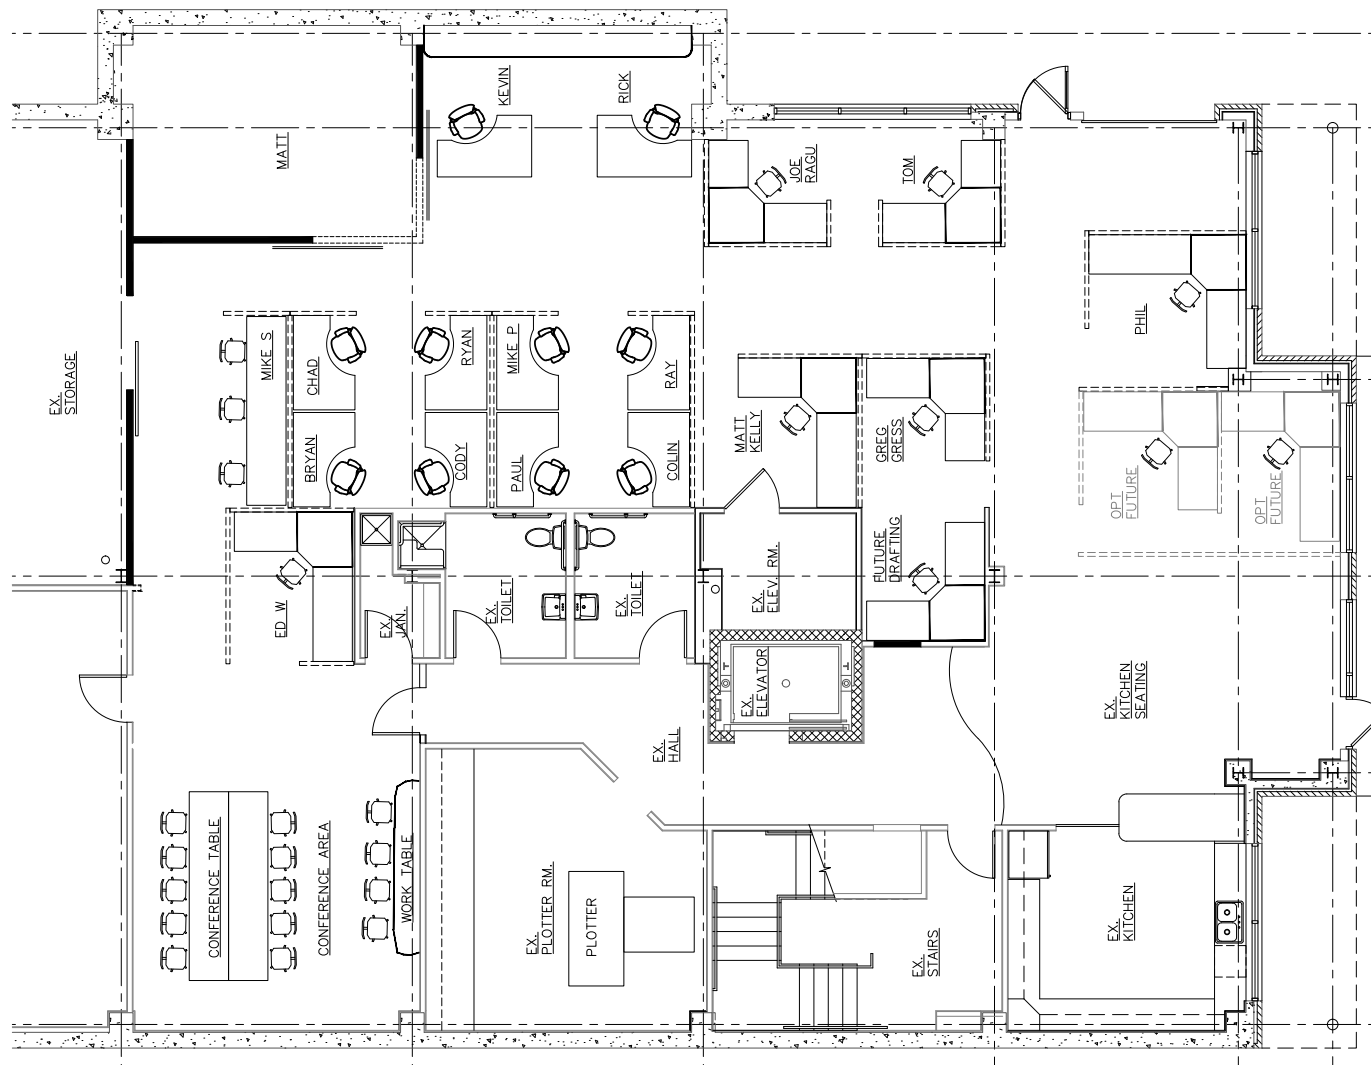 KEVIN
RICK
MATT
JOE
RAGU
TOM
PHIL
EX.
STORAGE
MIKE S
CHAD
RYAN
MIKE P
RAY
BRYAN
CODY
PAUL
COLIN
MATT
KELLY
GREG
GRESS
OPT
FUTURE
OPT
FUTURE
ED W
EX.
JAN.
EX.
TOILET
EX.
TOILET
EX.
ELEV. RM.
FUTURE
DRAFTING
EX.
ELEVATOR
EX.
KITCHEN
SEATING
EX.
HALL
CONFERENCE TABLE
CONFERENCE AREA
WORK TABLE
EX.
PLOTTER RM.
PLOTTER
EX.
STAIRS
EX.
KITCHEN